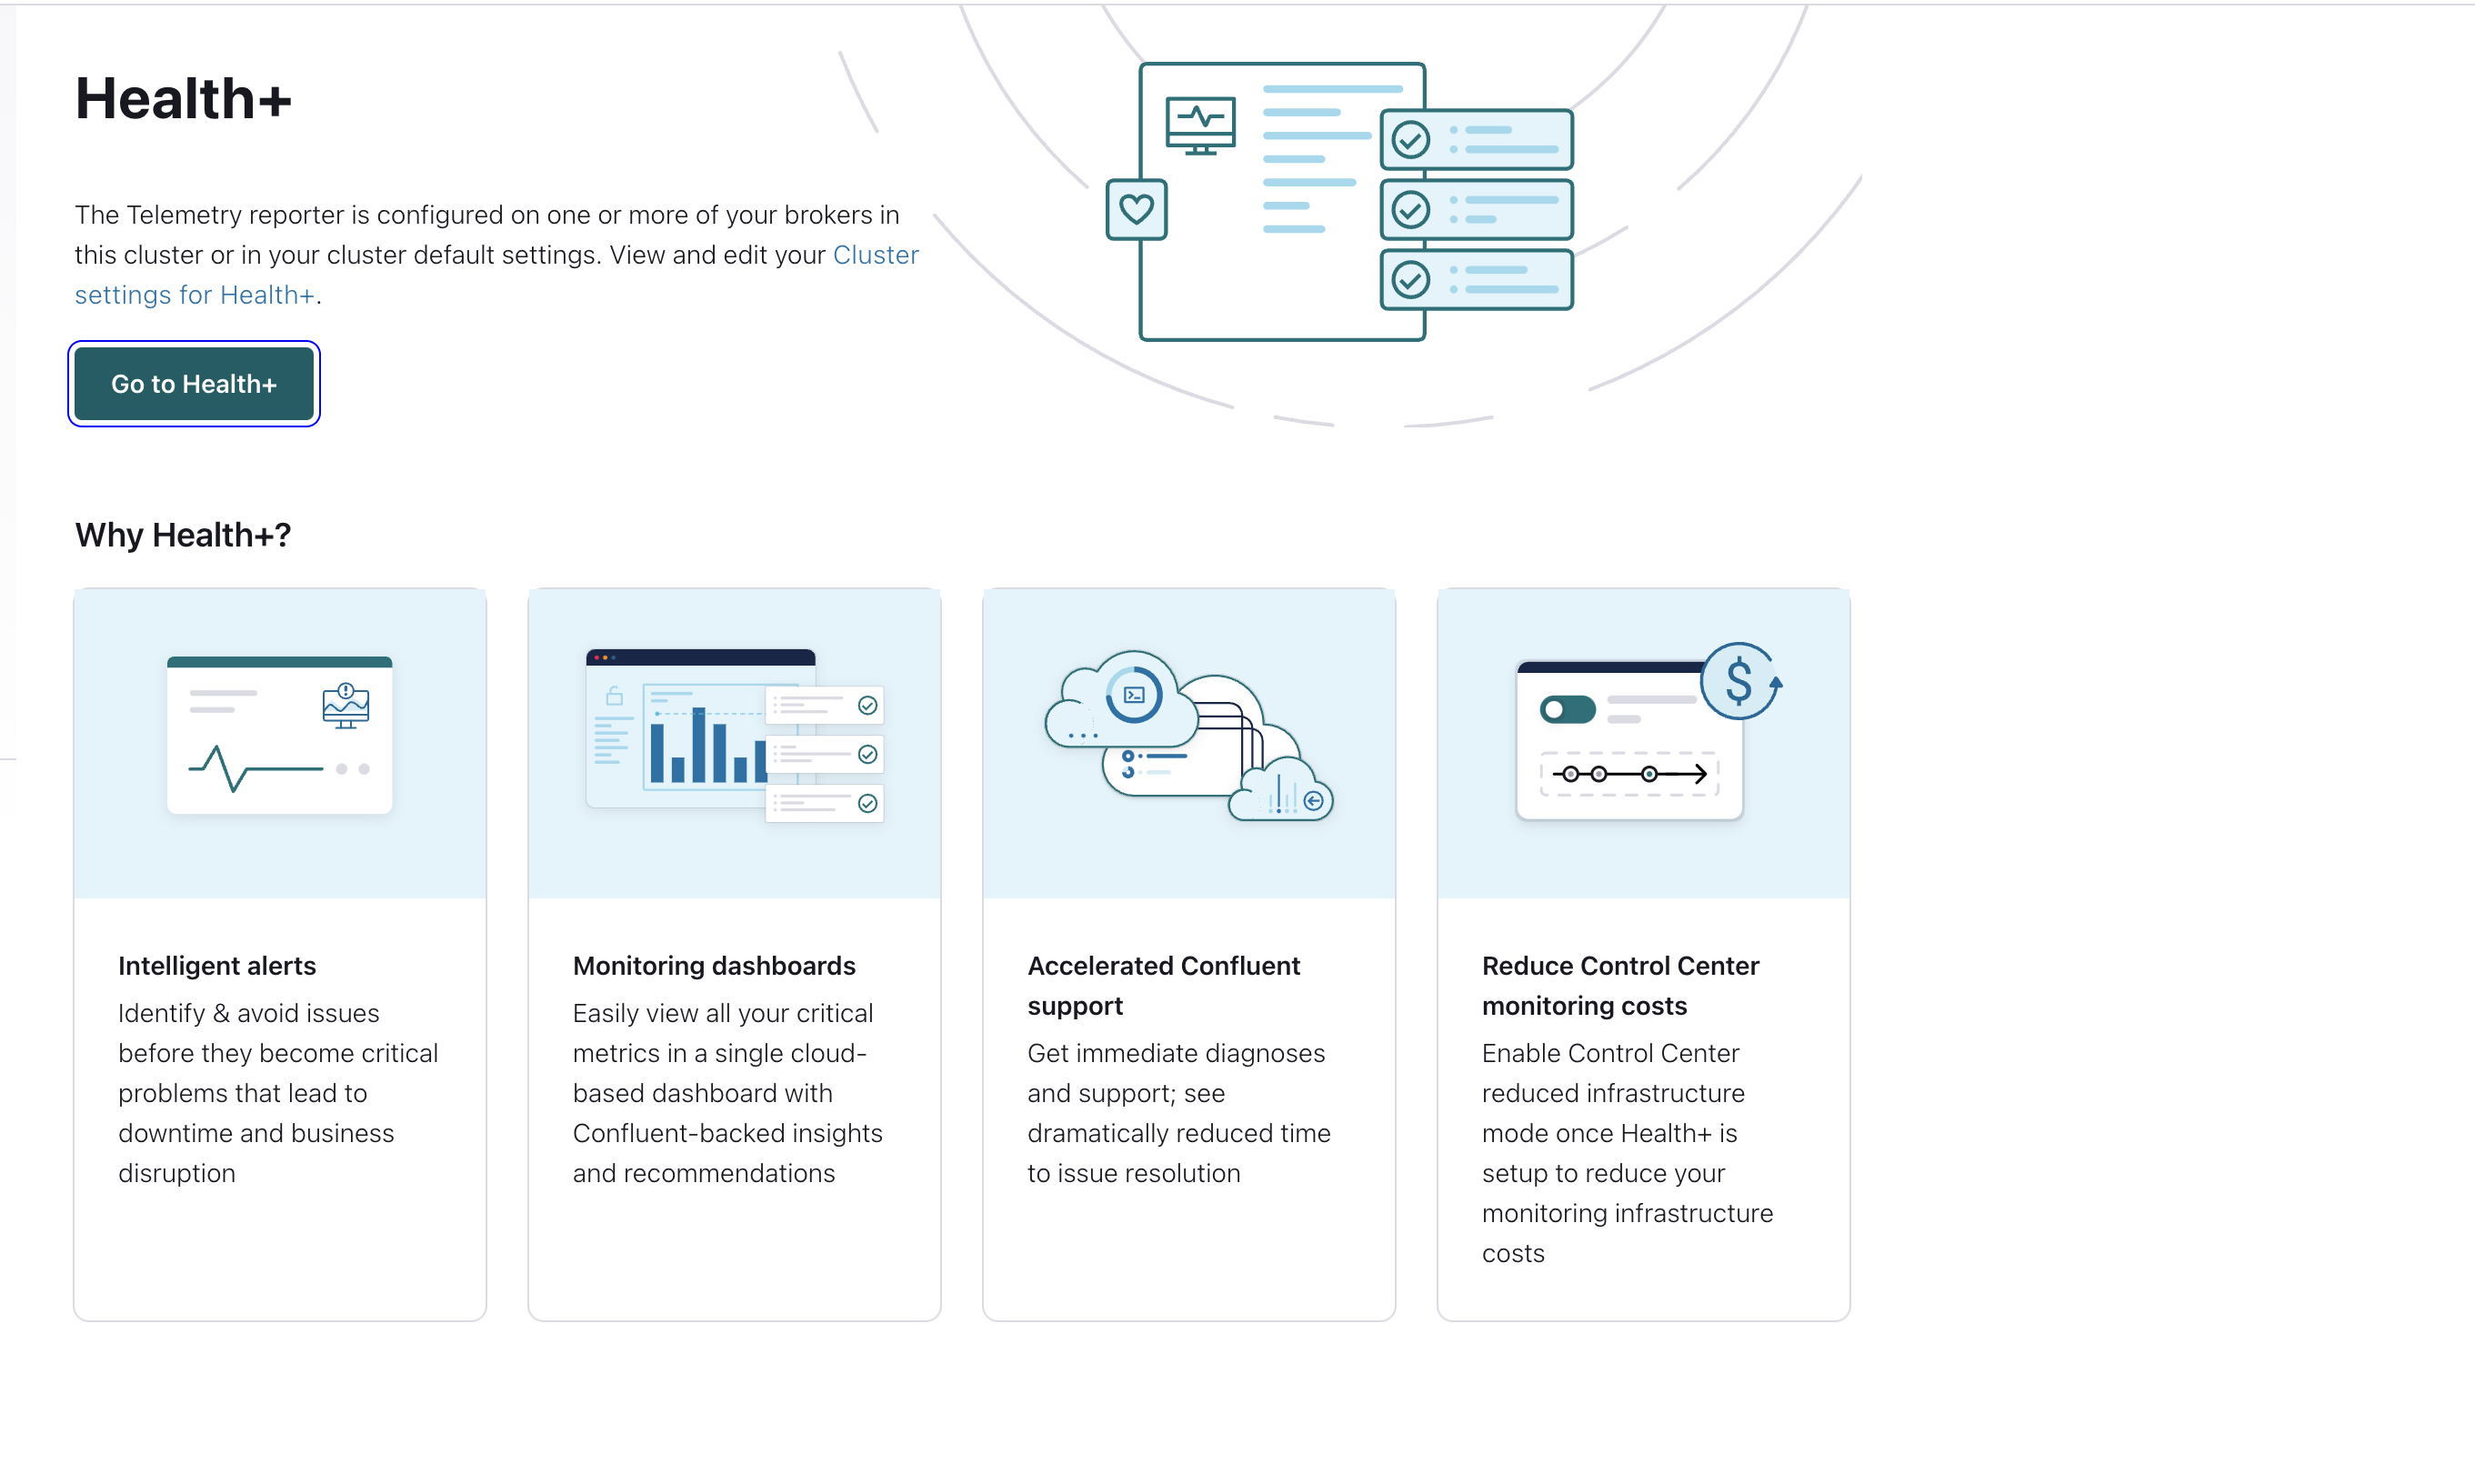 Health+
The Telemetry reporter is configured on one or more of your brokers in
this cluster or in your cluster default settings. View and edit your Cluster
settings for Health+.
Go to Health+
Why Health+?
Intelligent alerts
Identify & avoid issues
before they become critical
problems that lead to
downtime and business
disruption
Monitoring dashboards
Easily view all your critical
metrics in a single cloud-
based dashboard with
Confluent-backed insights
and recommendations
Accelerated Confluent
support
Get immediate diagnoses
and support; see
dramatically reduced time
to issue resolution
Reduce Control Center
monitoring costs
Enable Control Center
reduced infrastructure
mode once Health+ is
setup to reduce your
monitoring infrastructure
costs